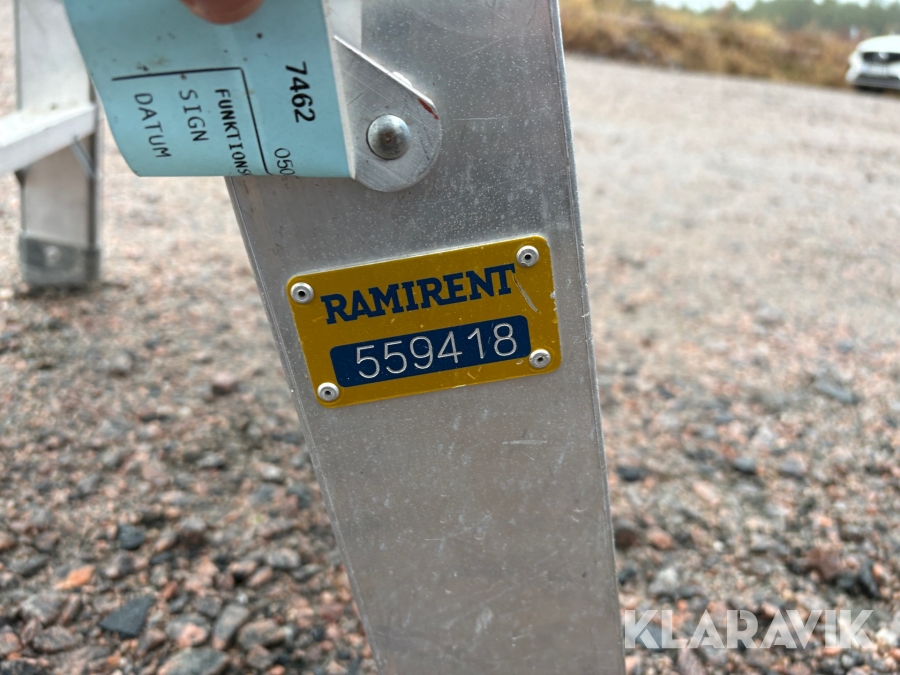 7462
FUNKTIONS
SIGN
DATUM
RAMIRENT
559418
KLARAVIK